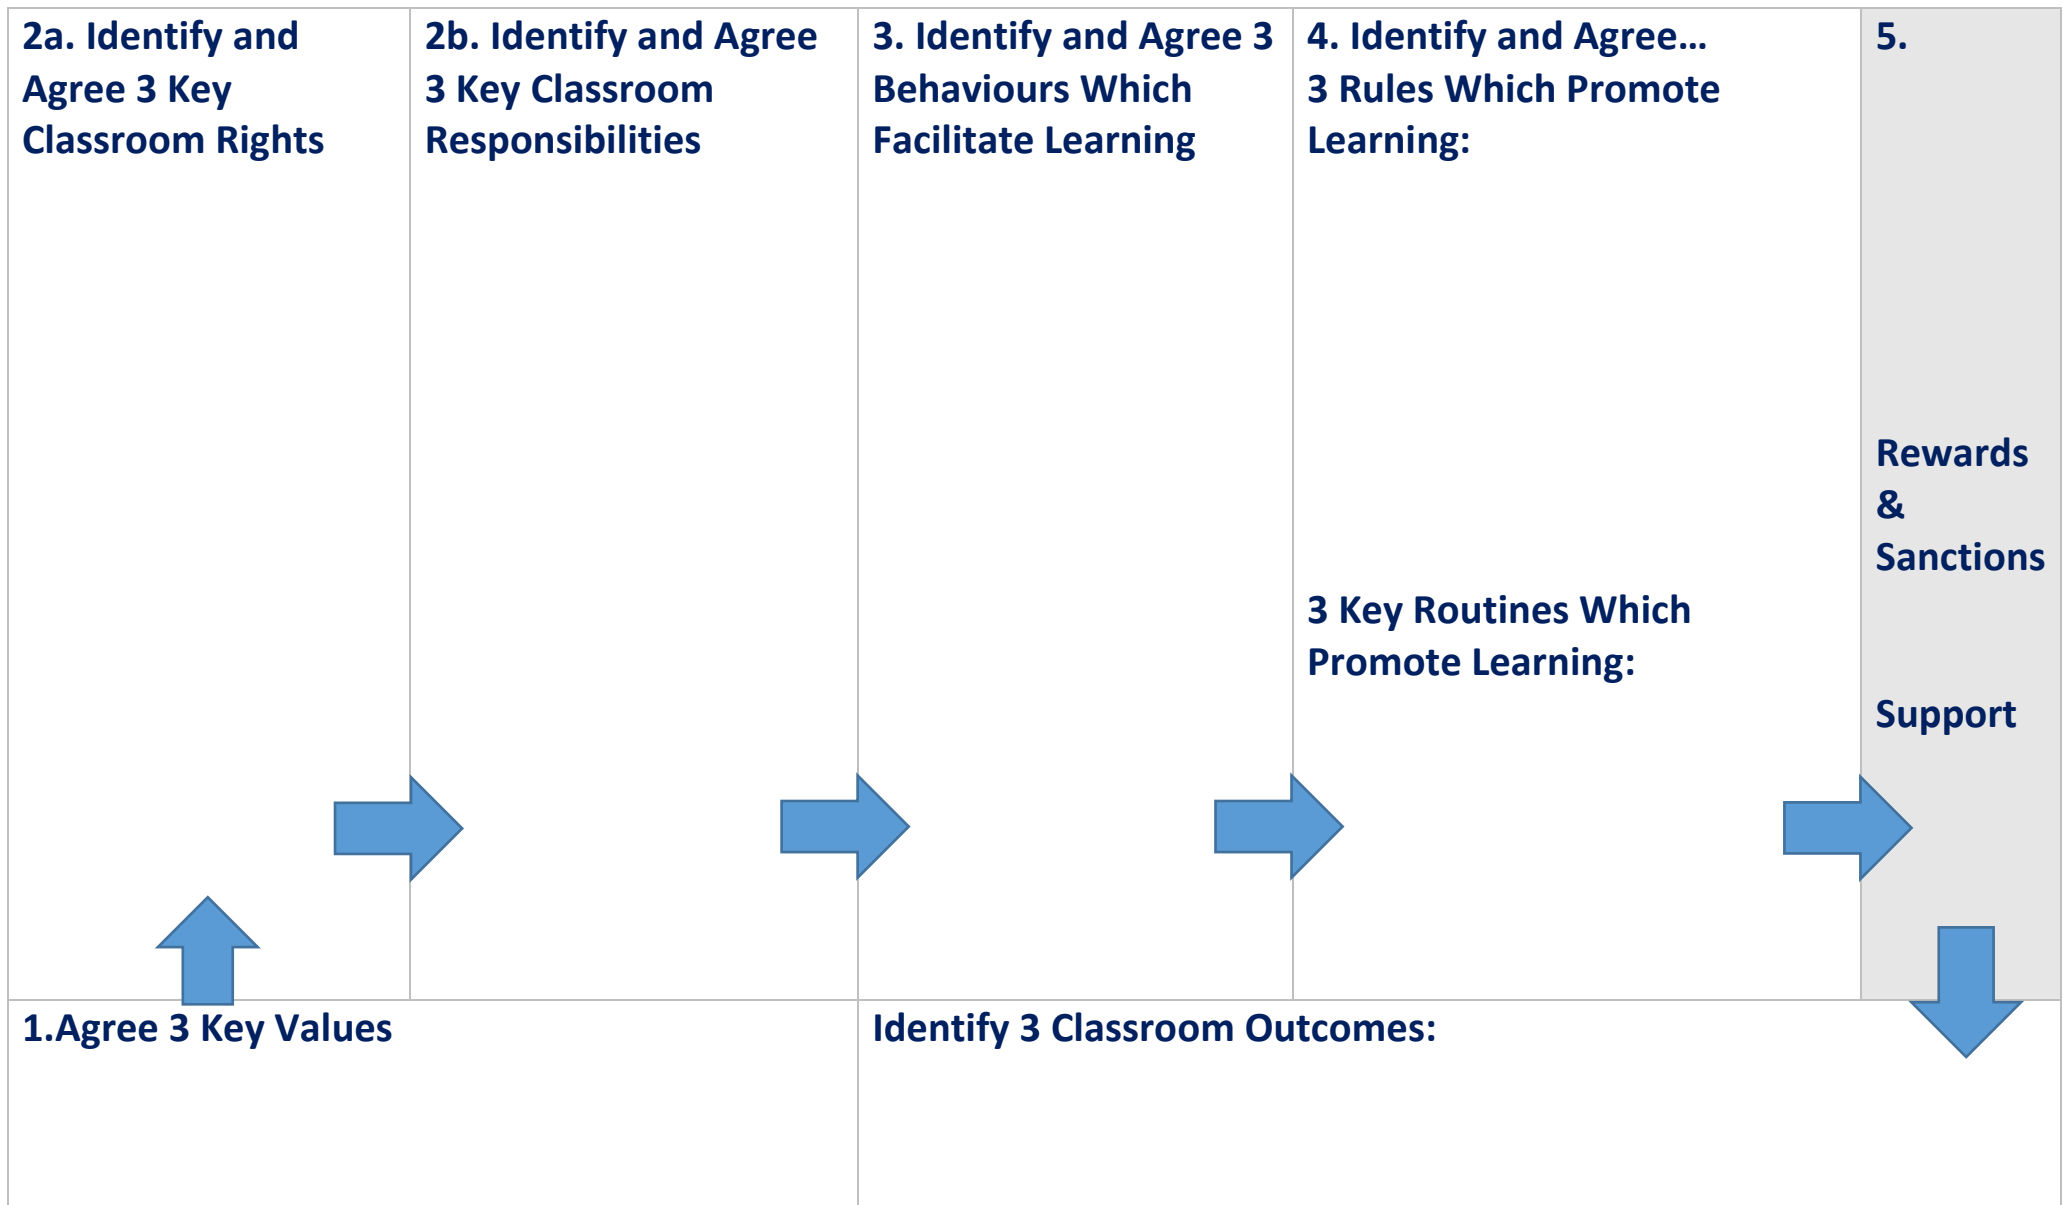 2a. Identify and
Agree 3 Key
Classroom Rights
2b. Identify and Agree
3 Key Classroom
Responsibilities
3. Identify and Agree 3
Behaviours Which
Facilitate Learning
4. Identify and Agree…
3 Rules Which Promote
Learning:
3 Key Routines Which
Promote Learning:
5.
Rewards
&
Sanctions
Support
1.Agree 3 Key Values
Identify 3 Classroom Outcomes: